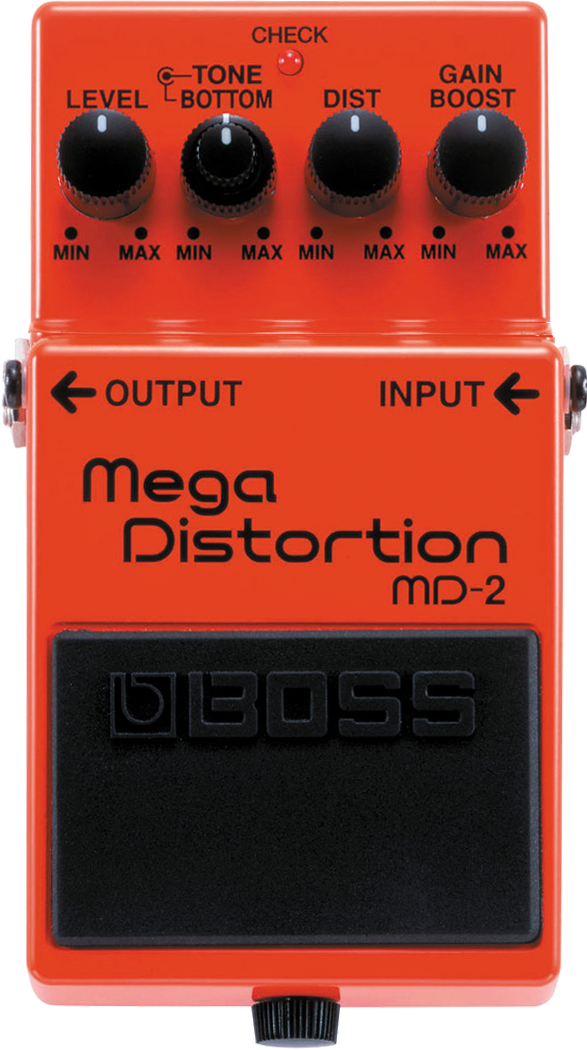 CHECK
TONE
GAIN
LEVEL BOTTOM DIST BOOST
MIN MAX MIN MAX MIN MAX MIN MAX
OUTPUT INPUT
Mega
Distortion
MD-2
BOSS